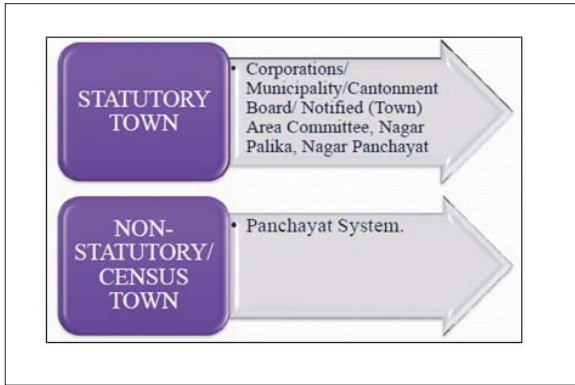 STATUTORY
TOWN
• Corporations/
Municipality/Cantonment
Board/ Notified (Town)
Area Committee, Nagar
Palika, Nagar Panchayat
NON-
STATUTORY/
CENSUS
TOWN
• Panchayat System.